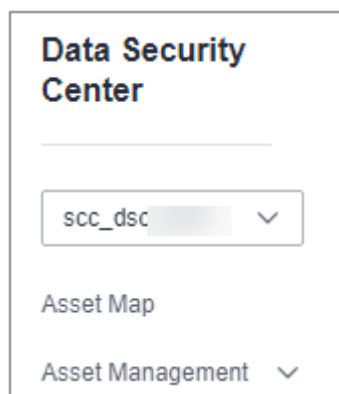 Data Security
Center
scc_dsc
Asset Map
Asset Management